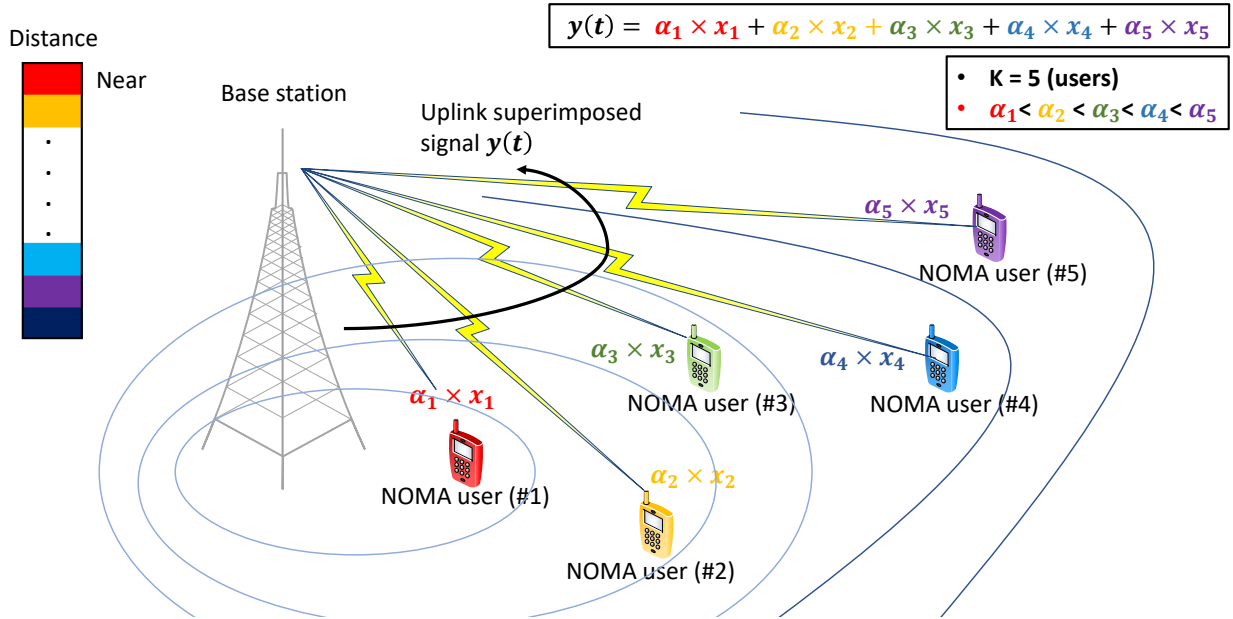 y(t) = α₁ × x₁ + α₂ × x₂ + α₃ × x₃ + α₄ × x₄ + α₅ × x₅
Distance
Near
• K = 5 (users)
• α₁< α₂ < α₃< α₄< α₅
Base station
Uplink superimposed
signal y(t)
α₅ × x₅
NOMA user (#5)
α₃ × x₃
α₄ × x₄
NOMA user (#3)
NOMA user (#4)
α₁ × x₁
α₂ × x₂
NOMA user (#1)
NOMA user (#2)